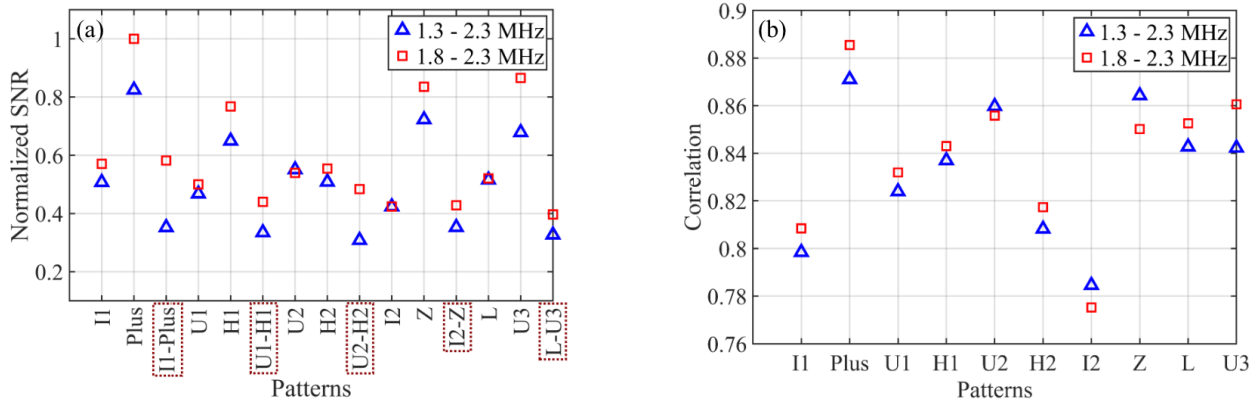 (a)
1.3 - 2.3 MHz
1.8 - 2.3 MHz
Normalized SNR
1
0.8
0.6
0.4
0.2
I1
Plus
I1-Plus
U1
H1
U1-H1
U2
H2
U2-H2
I2
Z
I2-Z
L
U3
L-U3
Patterns
(b)
1.3 - 2.3 MHz
1.8 - 2.3 MHz
Correlation
0.9
0.88
0.86
0.84
0.82
0.8
0.78
0.76
I1 Plus U1 H1 U2 H2 I2 Z L U3
Patterns